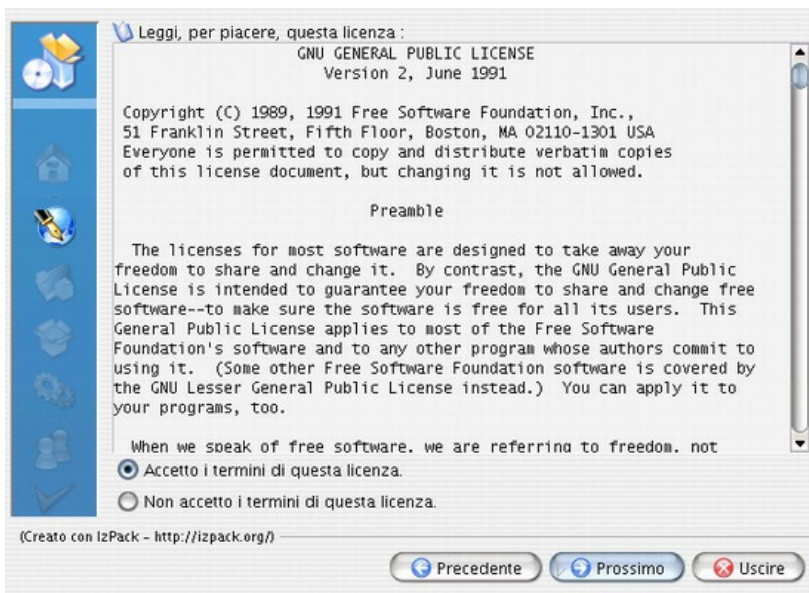 Leggi, per piacere, questa licenza :
GNU GENERAL PUBLIC LICENSE
Version 2, June 1991
Copyright (C) 1989, 1991 Free Software Foundation, Inc.,
51 Franklin Street, Fifth Floor, Boston, MA 02110-1301 USA
Everyone is permitted to copy and distribute verbatim copies
of this license document, but changing it is not allowed.
Preamble
The licenses for most software are designed to take away your
freedom to share and change it.  By contrast, the GNU General Public
License is intended to guarantee your freedom to share and change free
software--to make sure the software is free for all its users.  This
General Public License applies to most of the Free Software
Foundation's software and to any other program whose authors commit to
using it.  (Some other Free Software Foundation software is covered by
the GNU Lesser General Public License instead.)  You can apply it to
your programs, too.
When we speak of free software, we are referring to freedom, not
Accetto i termini di questa licenza.
Non accetto i termini di questa licenza.
(Creato con IzPack - http://izpack.org/)
Precedente
Prossimo
Uscire